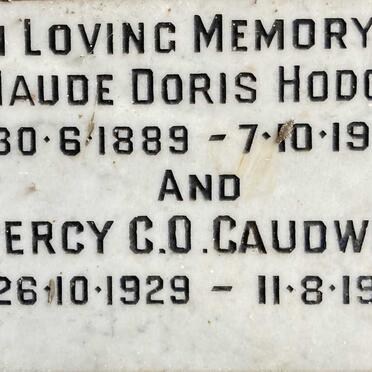 N LOVING MEMORY
AUDE DORIS HODG
30·6·1889 - 7·10·19
AND
ERCY C.O. CAUDW
26·10·1929 - 11·8·19